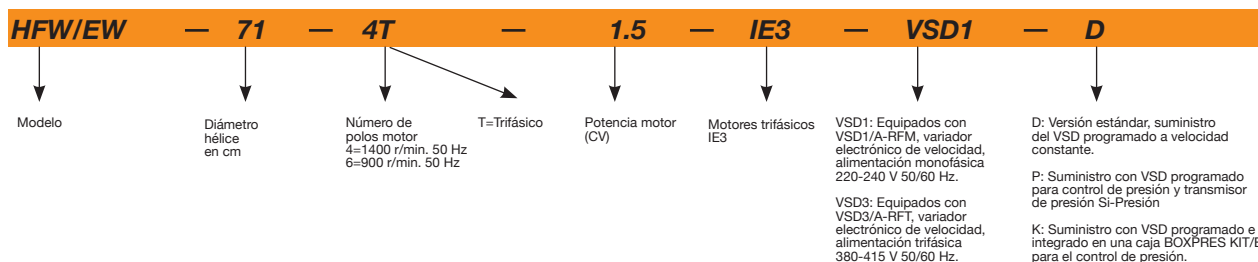 HFW/EW — 71 — 4T — 1.5 — IE3 — VSD1 — D
Modelo
Diámetro
hélice
en cm
Número de
polos motor
4=1400 r/min. 50 Hz
6=900 r/min. 50 Hz
T=Trifásico
Potencia motor
(CV)
Motores trifásicos
IE3
VSD1: Equipados con
VSD1/A-RFM, variador
electrónico de velocidad,
alimentación monofásica
220-240 V 50/60 Hz.
VSD3: Equipados con
VSD3/A-RFT, variador
electrónico de velocidad,
alimentación trifásica
380-415 V 50/60 Hz.
D: Versión estándar, suministro
del VSD programado a velocidad
constante.
P: Suministro con VSD programado
para control de presión y transmisor
de presión Si-Presión
K: Suministro con VSD programado e
integrado en una caja BOXPRES KIT/
para el control de presión.